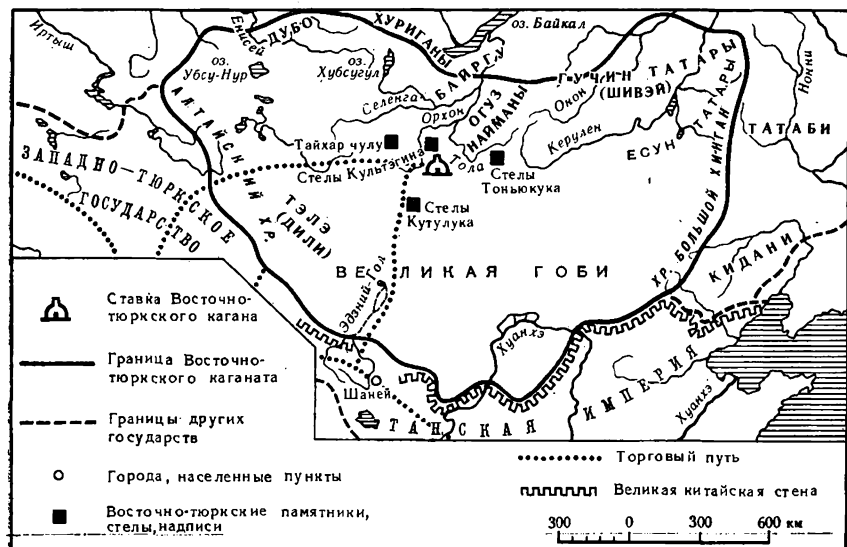 Иртыш
Енисей
ДУБО
ХУРИГАНЫ
оз. Байкал
оз.
Убсу-Нур
оз.
Хубсугул
БАЙРГУ
Селенга
Орхон
ОГУЗ
НАЙМАНЫ
ГУЧИН ТАТАРЫ
(ШИВЭЙ)
Онон
Керулен
ЕСУН ТАТАРЫ
Нонни
ТАТАБИ
АЛТАЙСКИЙ ХР.
Тайхар чулу
Стелы Культэгина
Тола
Стелы
Тоньюкука
Стелы
Кутулука
ЗАПАДНО-ТЮРКСКОЕ
ГОСУДАРСТВО
ТЭЛЭ
(ДИЛИ)
ВЕЛИКАЯ ГОБИ
ХР. БОЛЬШОЙ ХИНГАН
КИДАНИ
Эдзний-Гол
Хуанхэ
Шаней
Хуанхэ
ТАНСКАЯ ИМПЕРИЯ
Ставка Восточно-
тюркского кагана
Граница Восточно-
тюркского каганата
Границы других
государств
Города, населенные пункты
Восточно-тюркские памятники,
стелы, надписи
Торговый путь
Великая китайская стена
300 0 300 600 км